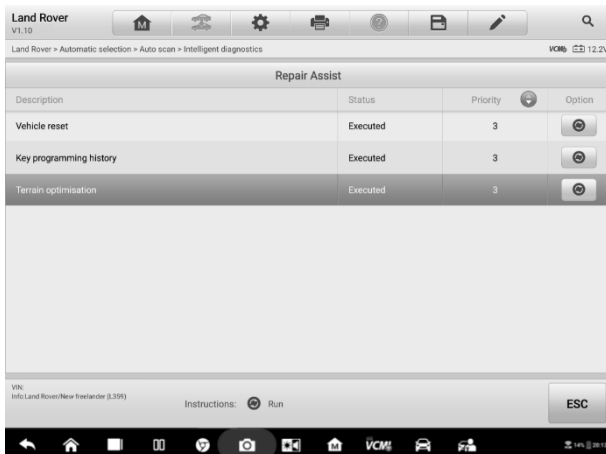 Land Rover
V1.10
M
?
Land Rover > Automatic selection > Auto scan > Intelligent diagnostics
VCMI 12.2V
Repair Assist
Description Status Priority Option
Vehicle reset Executed 3
Key programming history Executed 3
Terrain optimisation Executed 3
VIN:
Info:Land Rover/New freelander (L359)
Instructions: Run
ESC
M VCMI 14%